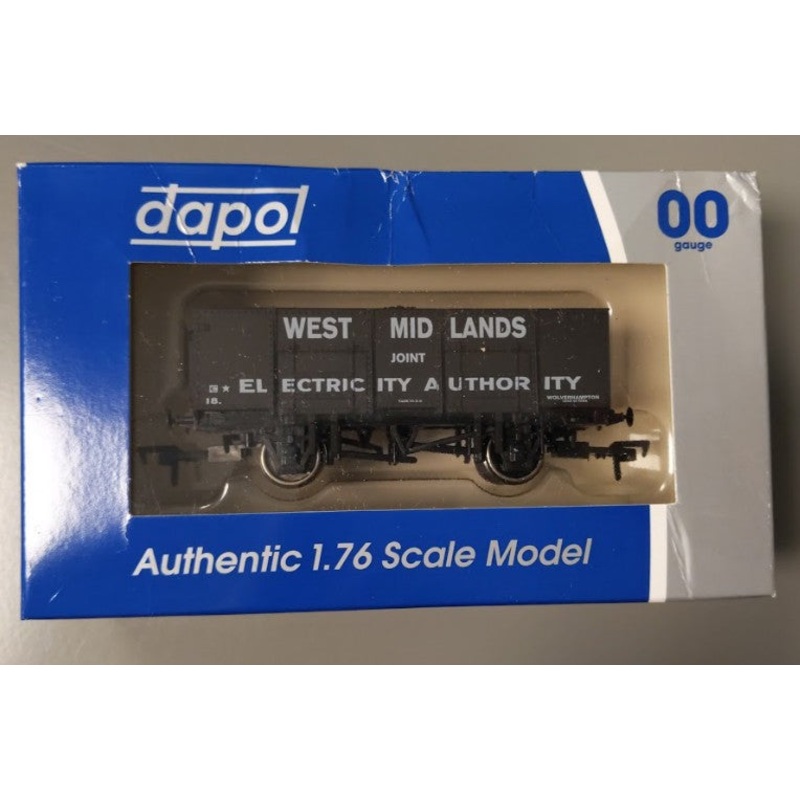 dapol
00
gauge
WEST MID LANDS
JOINT
EL ECTRIC ITY A UTHOR ITY
18.
WOLVERHAMPTON
Authentic 1.76 Scale Model